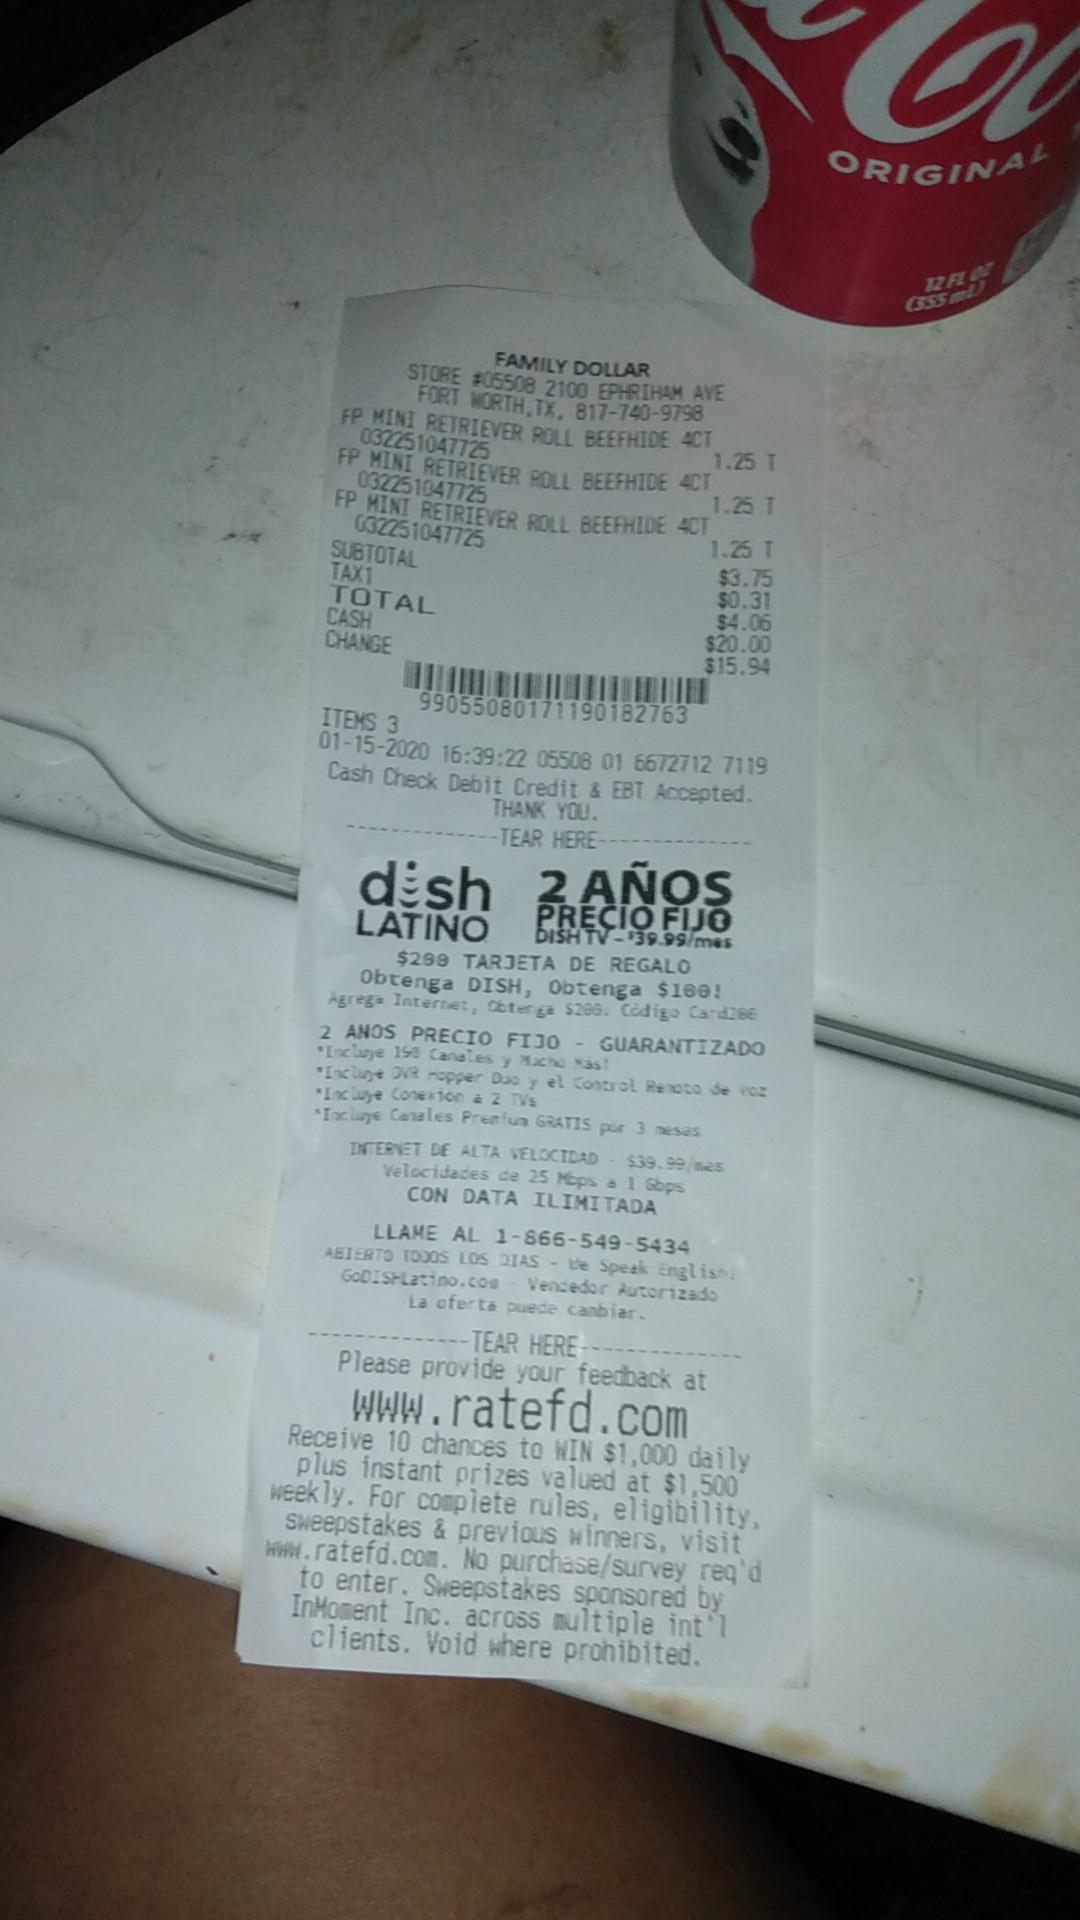 Co
ORIGINAL
12 FL OZ
(355 mL)
FAMILY DOLLAR
STORE #05508 2100 EPHRIHAM AVE
FORT WORTH,TX, 817-740-9798
FP MINI RETRIEVER ROLL BEEFHIDE 4CT
032251047725 1.25 T
FP MINI RETRIEVER ROLL BEEFHIDE 4CT
032251047725 1.25 T
FP MINI RETRIEVER ROLL BEEFHIDE 4CT
032251047725 1.25 T
SUBTOTAL $3.75
TAX1 $0.31
TOTAL $4.06
CASH $20.00
CHANGE $15.94
99055080171190182763
ITEMS 3
01-15-2020 16:39:22 05508 01 6672712 7119
Cash Check Debit Credit & EBT Accepted.
THANK YOU.
--------------TEAR HERE--------------
dish LATINO
2 AÑOS
PRECIO FIJO
DISH TV - $39.99/mes
$200 TARJETA DE REGALO
Obtenga DISH, Obtenga $100!
Agrega Internet, Obtenga $200: Código Card200
2 ANOS PRECIO FIJO - GUARANTIZADO
*Incluye 190 Canales y Mucho Más!
*Incluye DVR Hopper Duo y el Control Remoto de voz
*Incluye Conexión a 2 TVs
*Incluye Canales Premium GRATIS por 3 meses
INTERNET DE ALTA VELOCIDAD - $39.99/mes
Velocidades de 25 Mbps a 1 Gbps
CON DATA ILIMITADA
LLAME AL 1-866-549-5434
ABIERTO TODOS LOS DIAS - We Speak English!
GoDISHLatino.com - Vendedor Autorizado
La oferta puede cambiar.
--------------TEAR HERE--------------
Please provide your feedback at
www.ratefd.com
Receive 10 chances to WIN $1,000 daily
plus instant prizes valued at $1,500
weekly. For complete rules, eligibility,
sweepstakes & previous winners, visit
www.ratefd.com. No purchase/survey req'd
to enter. Sweepstakes sponsored by
InMoment Inc. across multiple int'l
clients. Void where prohibited.